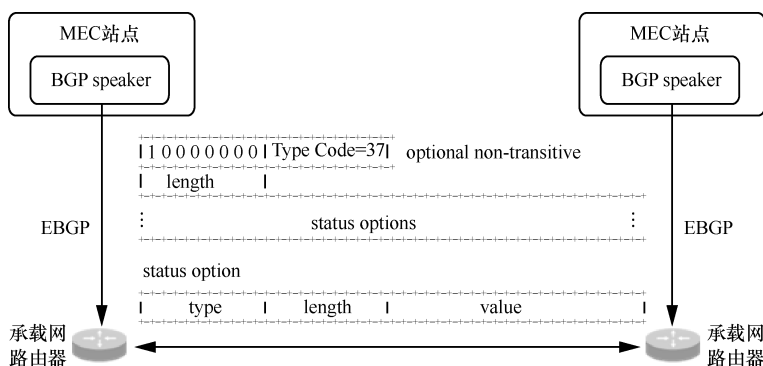 MEC站点
BGP speaker
MEC站点
BGP speaker
1 0 0 0 0 0 0 0 Type Code=37 optional non-transitive
length
status options
EBGP
EBGP
status option
type length value
承载网
路由器
承载网
路由器